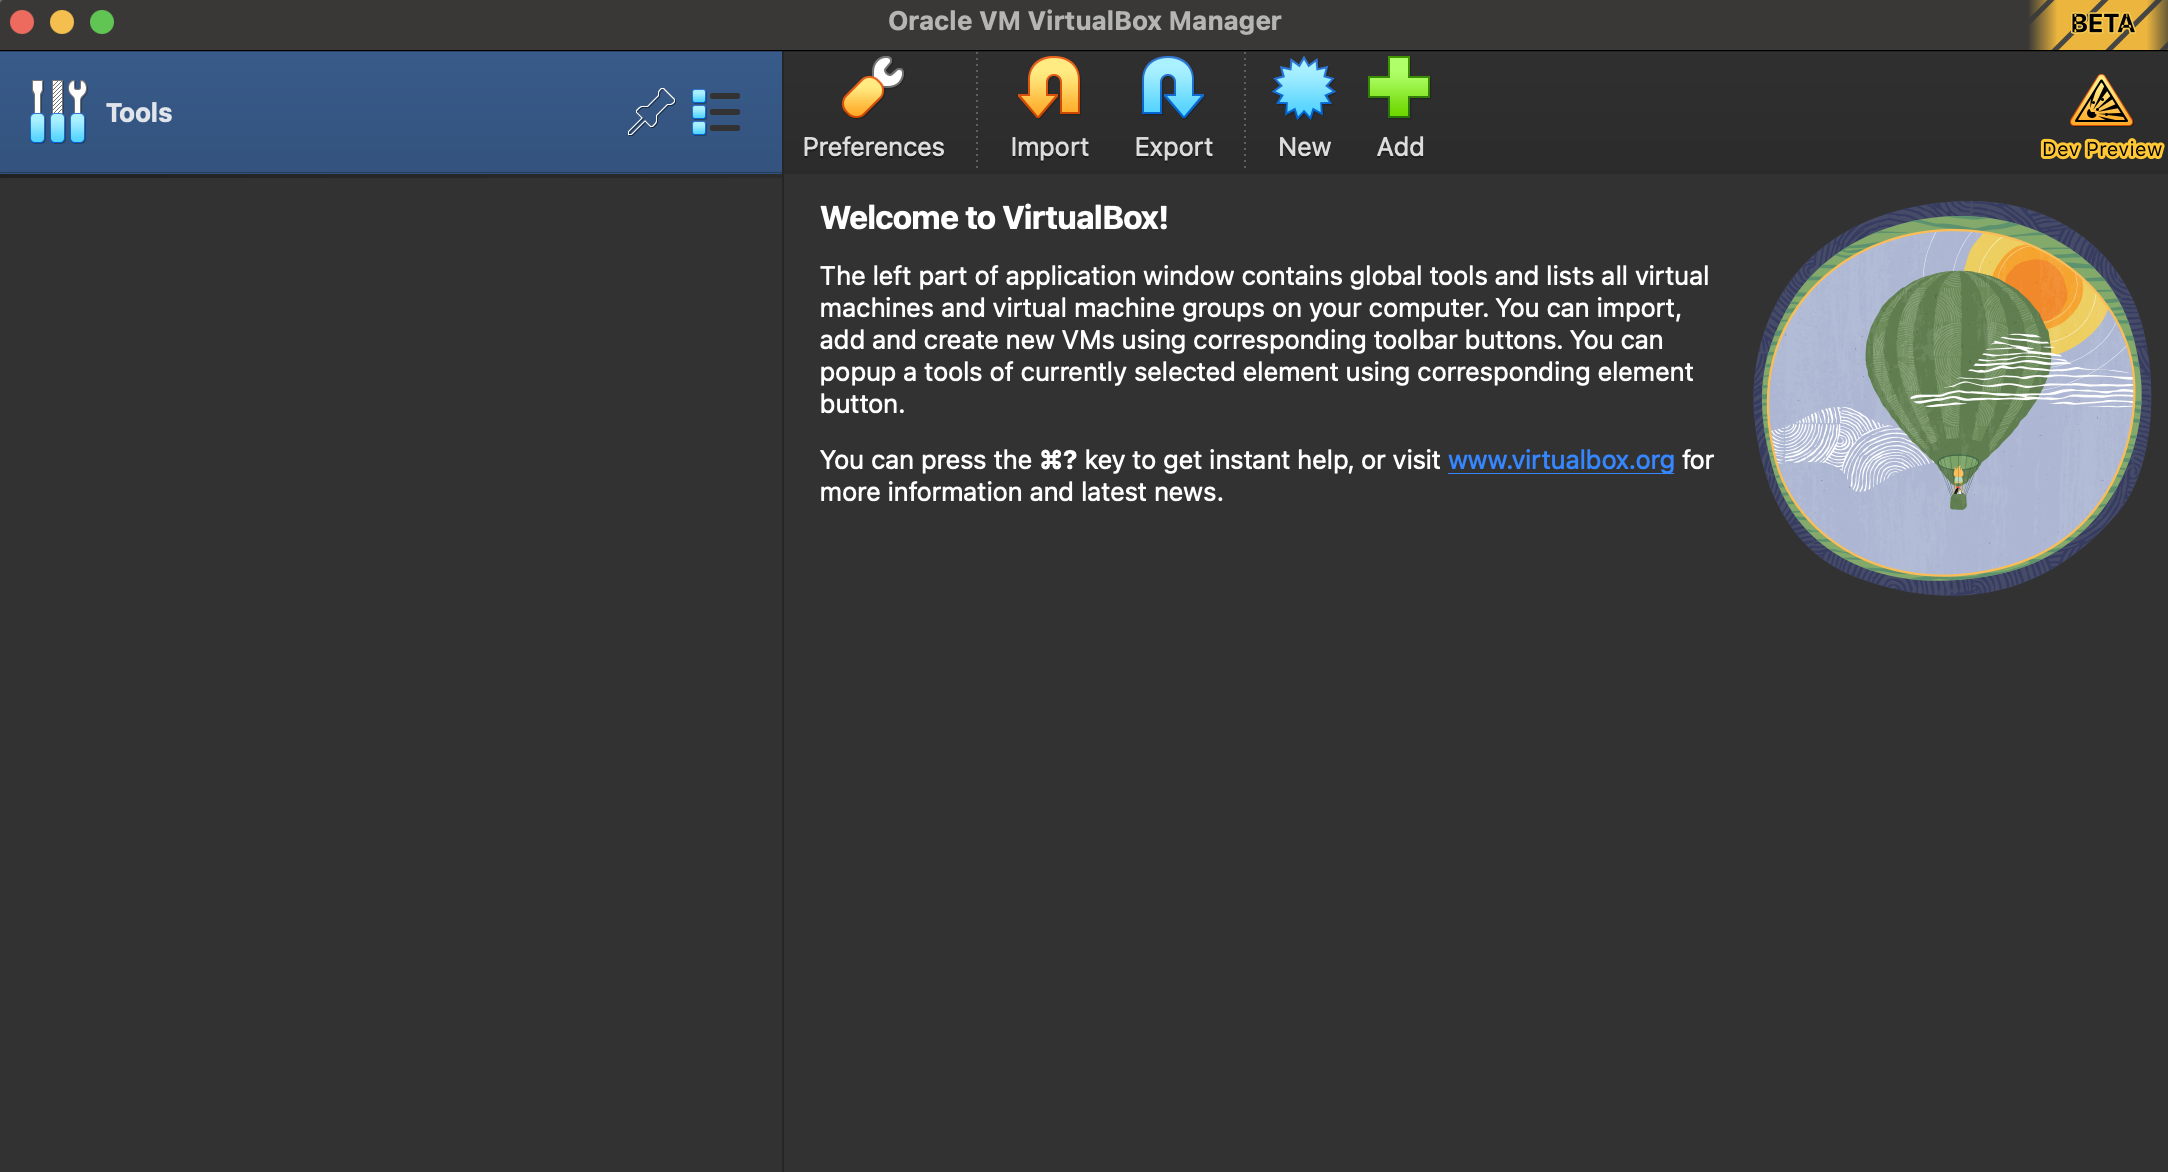 Oracle VM VirtualBox Manager
BETA
Tools
Preferences
Import
Export
New
Add
Dev Preview
Welcome to VirtualBox!
The left part of application window contains global tools and lists all virtual
machines and virtual machine groups on your computer. You can import,
add and create new VMs using corresponding toolbar buttons. You can
popup a tools of currently selected element using corresponding element
button.
You can press the ⌘? key to get instant help, or visit www.virtualbox.org for
more information and latest news.